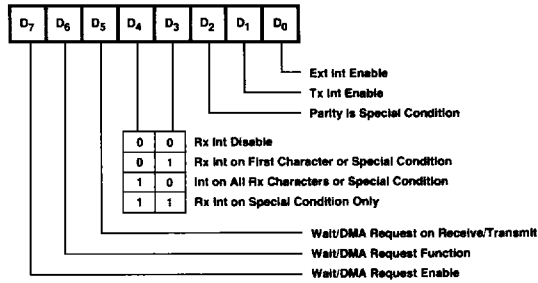 D7 D6 D5 D4 D3 D2 D1 D0
Ext Int Enable
Tx Int Enable
Parity Is Special Condition
0 0 Rx Int Disable
0 1 Rx Int on First Character or Special Condition
1 0 Int on All Rx Characters or Special Condition
1 1 Rx Int on Special Condition Only
Wait/DMA Request on Receive/Transmit
Wait/DMA Request Function
Wait/DMA Request Enable